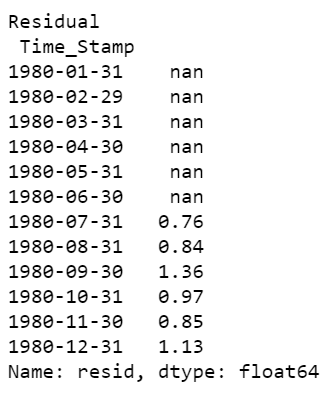 Residual
 Time_Stamp
1980-01-31    nan
1980-02-29    nan
1980-03-31    nan
1980-04-30    nan
1980-05-31    nan
1980-06-30    nan
1980-07-31   0.76
1980-08-31   0.84
1980-09-30   1.36
1980-10-31   0.97
1980-11-30   0.85
1980-12-31   1.13
Name: resid, dtype: float64